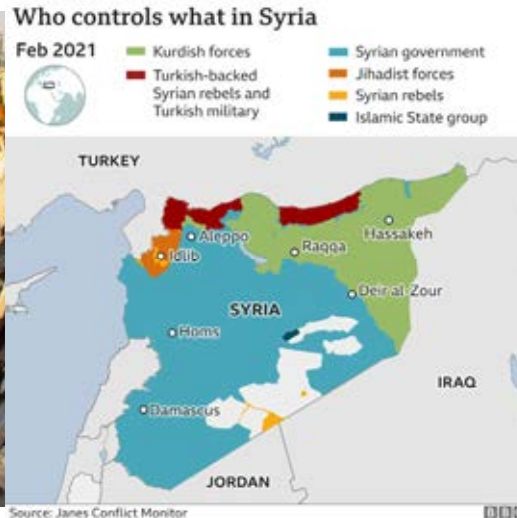 Who controls what in Syria
Feb 2021
Kurdish forces
Turkish-backed
Syrian rebels and
Turkish military
Syrian government
Jihadist forces
Syrian rebels
Islamic State group
TURKEY
Aleppo
Idlib
Raqqa
Hassakeh
Deir al-Zour
SYRIA
Homs
IRAQ
Damascus
JORDAN
Source: Janes Conflict Monitor
BBC